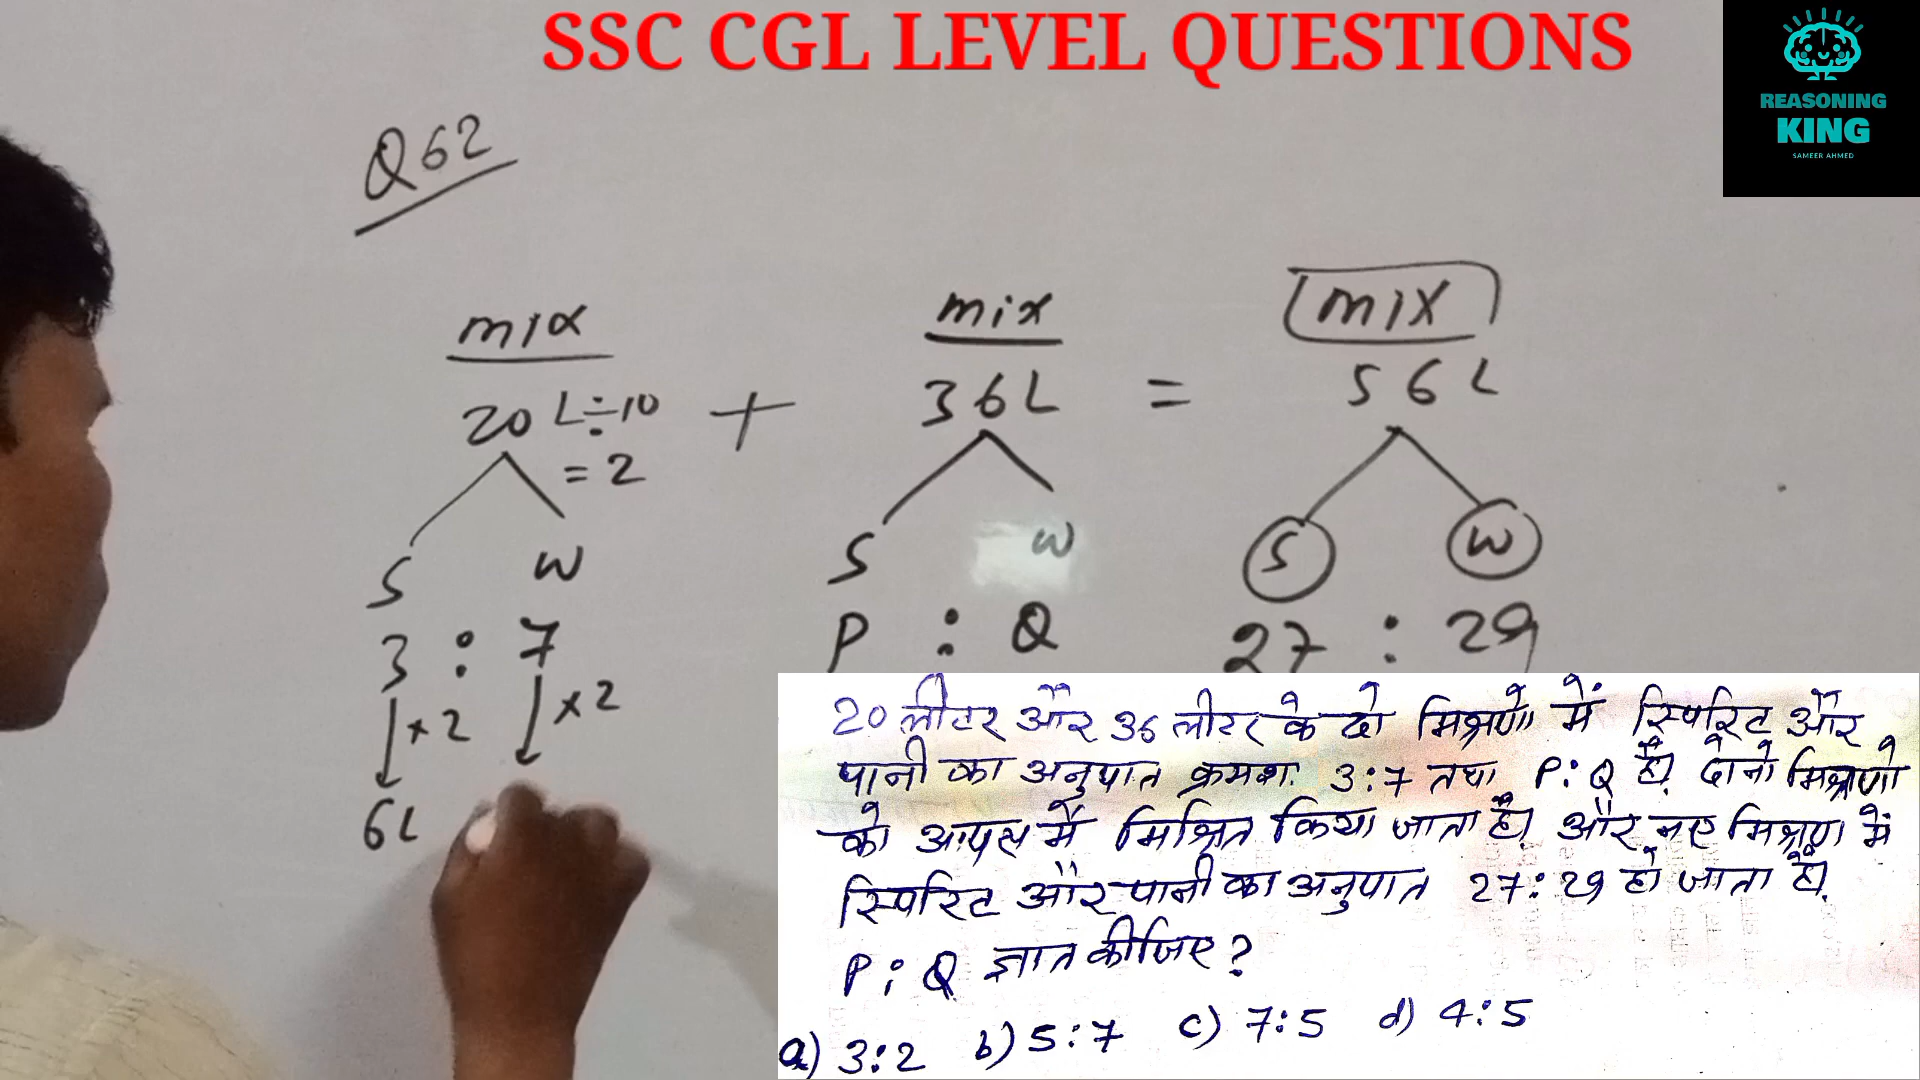 SSC CGL LEVEL QUESTIONS
REASONING
KING
SAMEER AHMED
Q62
mix
mix
mix
20 L ÷ 10 + 36L = 56L
= 2
S W
S W
S W
3 : 7
P : Q
27 : 29
×2 ×2
6L
20 लीटर और 36 लीटर के दो मिश्रणों में स्पिरिट और
पानी का अनुपात क्रमशः 3:7 तथा P:Q है। दोनो मिश्रणो
को आपस में मिश्रित किया जाता है। और नए मिश्रण में
स्पिरिट और पानी का अनुपात 27:29 हो जाता है।
P:Q ज्ञात कीजिए?
a) 3:2 b) 5:7 c) 7:5 d) 4:5